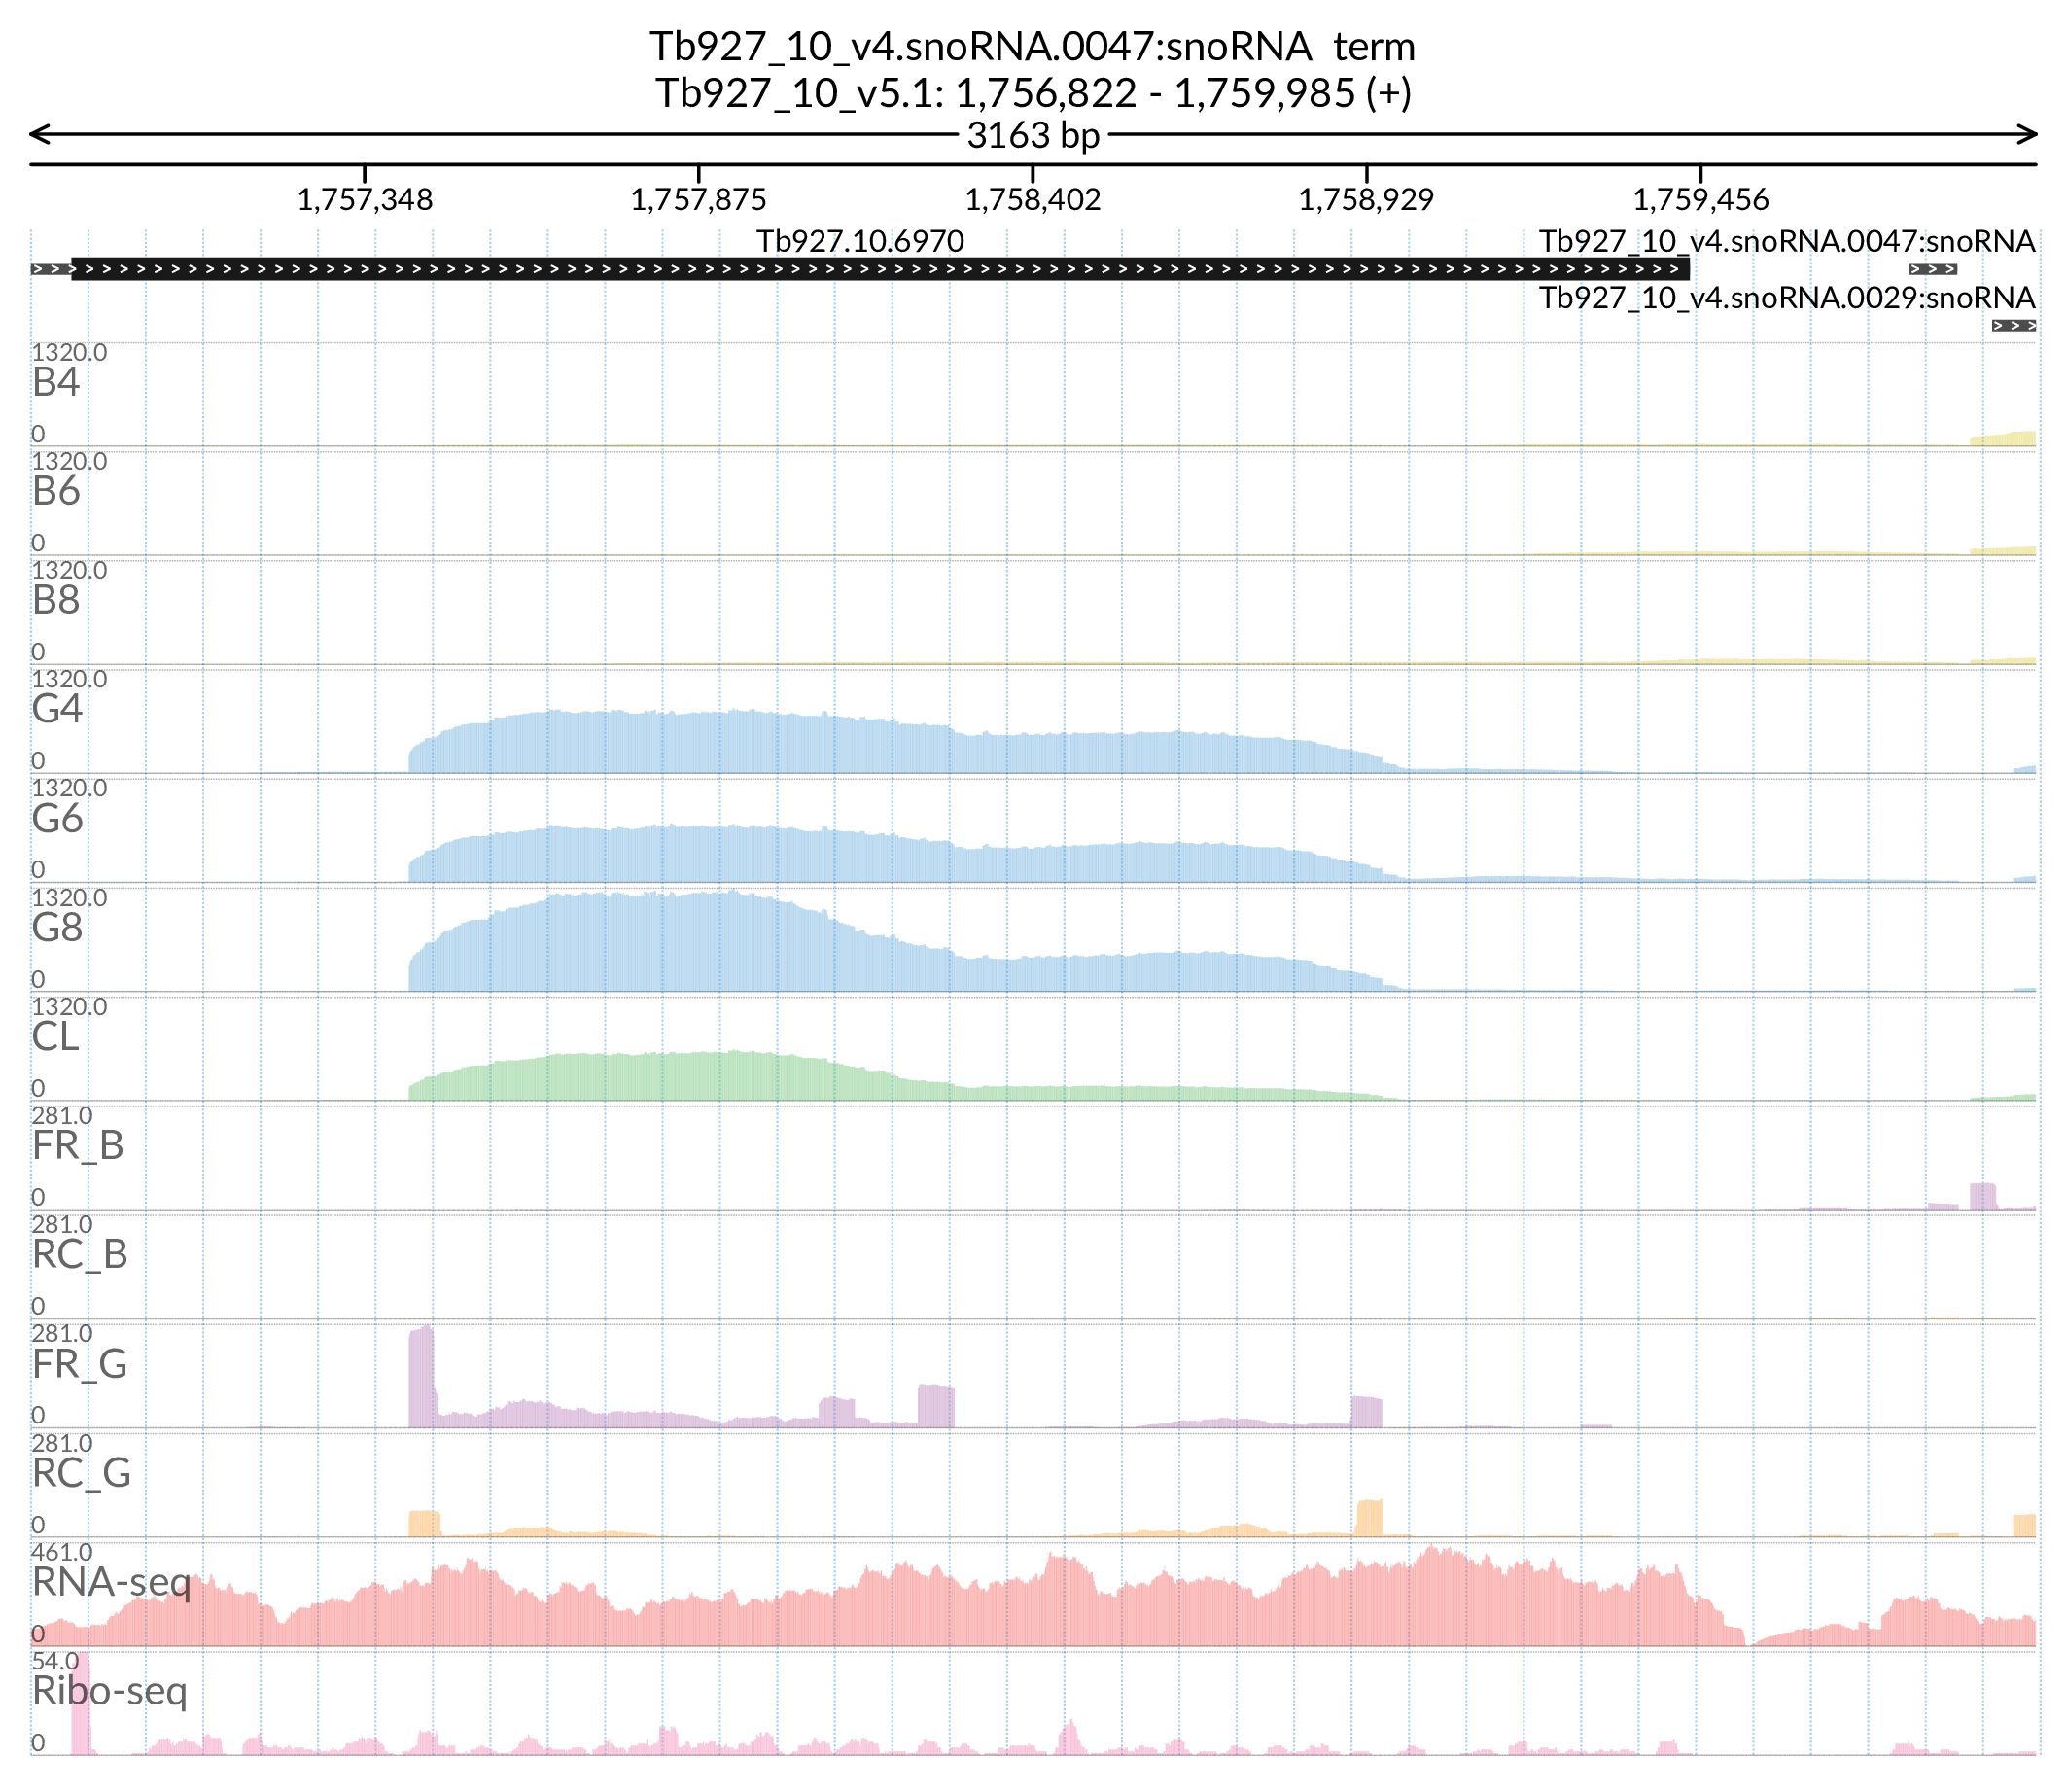 Tb927_10_v4.snoRNA.0047:snoRNA term
Tb927_10_v5.1: 1,756,822 - 1,759,985 (+)
3163 bp
1,757,348 1,757,875 1,758,402 1,758,929 1,759,456
Tb927.10.6970 Tb927_10_v4.snoRNA.0047:snoRNA
Tb927_10_v4.snoRNA.0029:snoRNA
1320.0
B4
0
1320.0
B6
0
1320.0
B8
0
1320.0
G4
0
1320.0
G6
0
1320.0
G8
0
1320.0
CL
0
281.0
FR_B
0
281.0
RC_B
0
281.0
FR_G
0
281.0
RC_G
0
461.0
RNA-seq
0
54.0
Ribo-seq
0